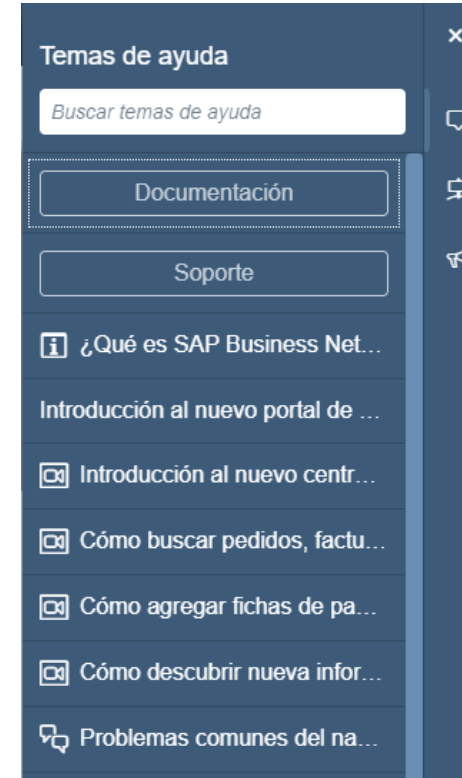 Temas de ayuda
Buscar temas de ayuda
Documentación
Soporte
¿Qué es SAP Business Net...
Introducción al nuevo portal de ...
Introducción al nuevo centr...
Cómo buscar pedidos, factu...
Cómo agregar fichas de pa...
Cómo descubrir nueva infor...
Problemas comunes del na...